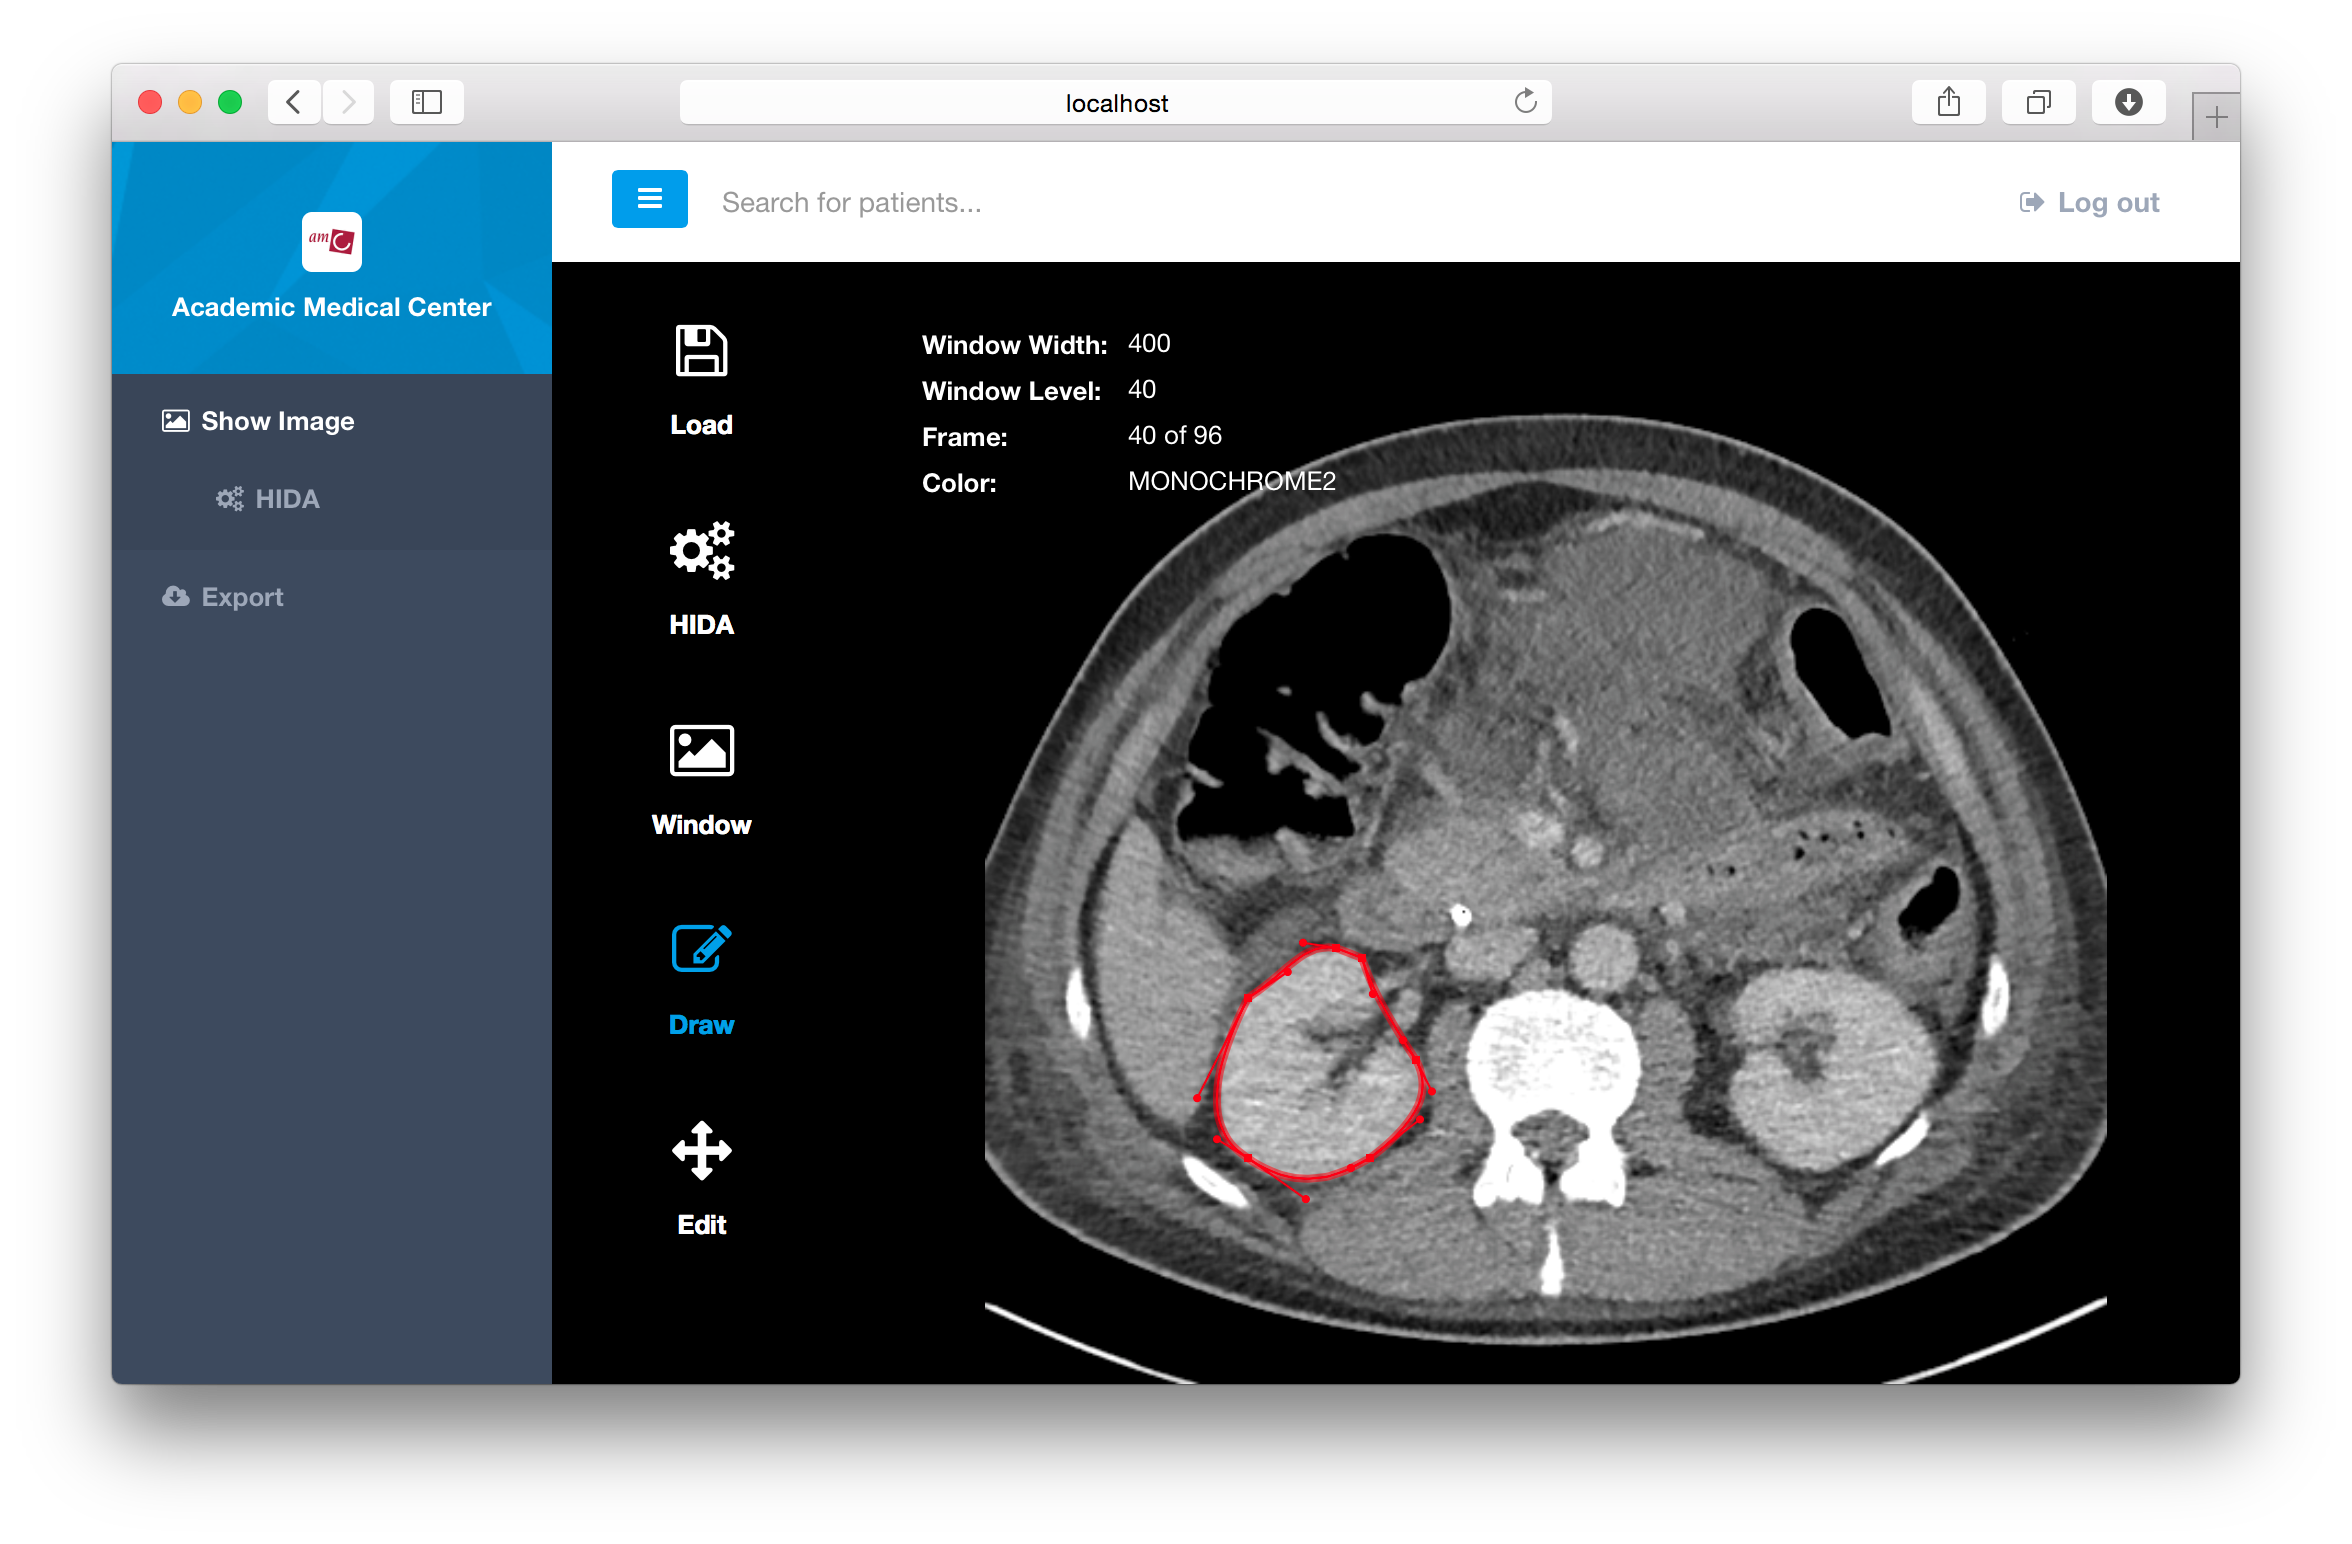 localhost
amC
Academic Medical Center
Show Image
HIDA
Export
Search for patients...
Log out
Load
HIDA
Window
Draw
Edit
Window Width: 400
Window Level: 40
Frame: 40 of 96
Color: MONOCHROME2